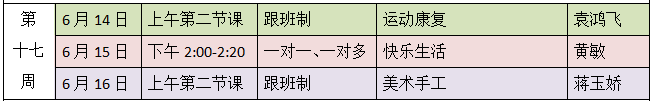 第十七周
6月14日 上午第二节课 跟班制 运动康复 袁鸿飞
6月15日 下午 2:00-2:20 一对一、一对多 快乐生活 黄敏
6月16日 上午第二节课 跟班制 美术手工 蒋玉娇